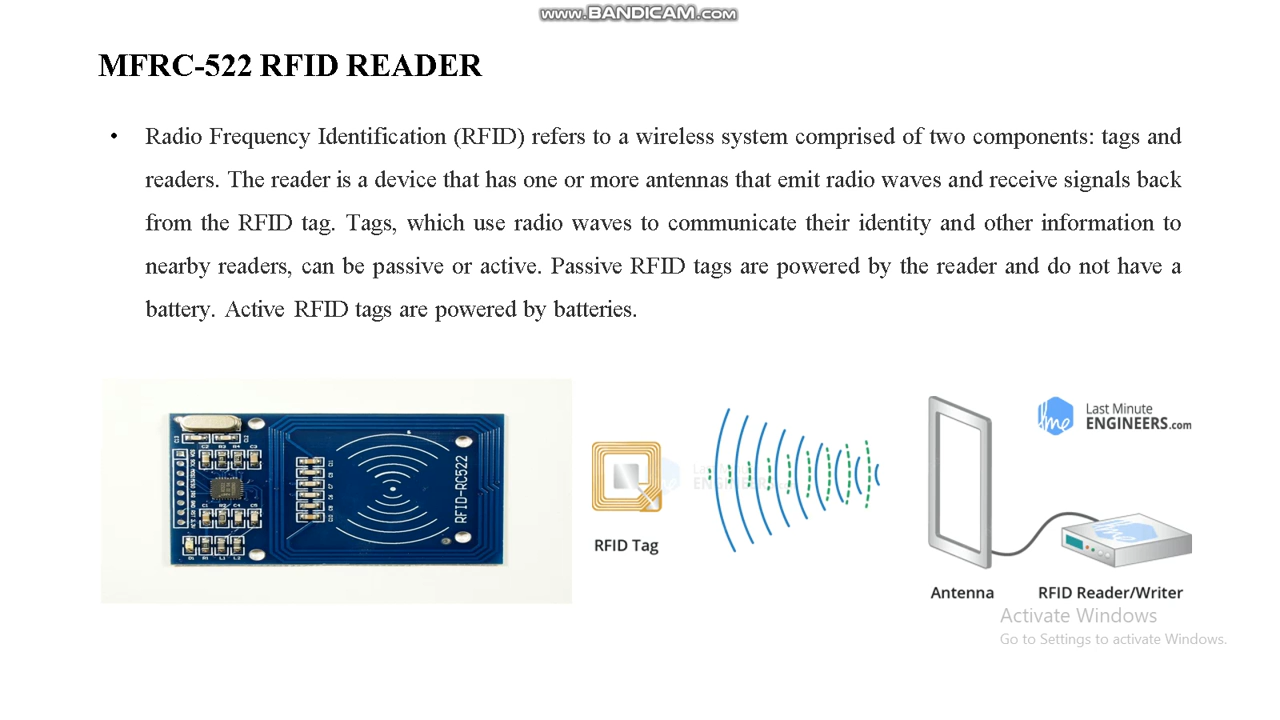 www.BANDICAM.com
MFRC-522 RFID READER
• Radio Frequency Identification (RFID) refers to a wireless system comprised of two components: tags and
readers. The reader is a device that has one or more antennas that emit radio waves and receive signals back
from the RFID tag. Tags, which use radio waves to communicate their identity and other information to
nearby readers, can be passive or active. Passive RFID tags are powered by the reader and do not have a
battery. Active RFID tags are powered by batteries.
RFID-RC522
Last Minute
ENGINEERS.com
RFID Tag
Antenna
RFID Reader/Writer
Activate Windows
Go to Settings to activate Windows.